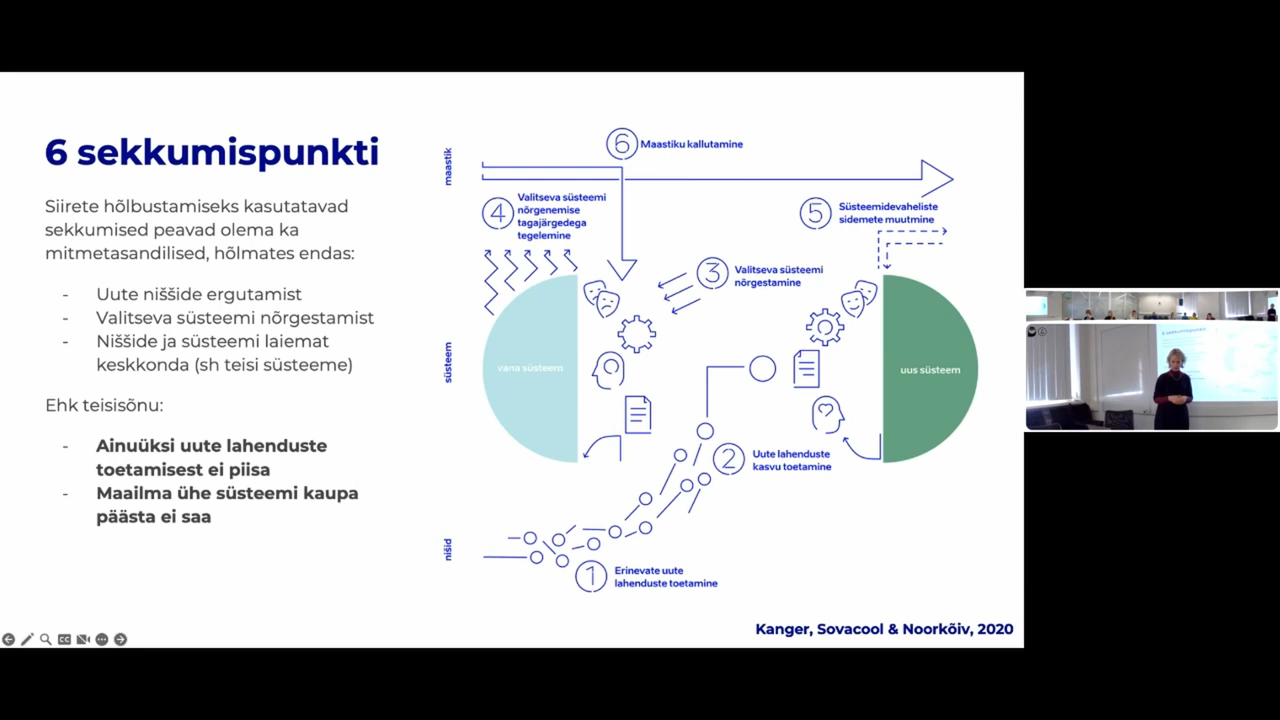 6 sekkumispunkti
Siirete hõlbustamiseks kasutatavad
sekkumised peavad olema ka
mitmetasandilised, hõlmates endas:
- Uute niššide ergutamist
- Valitseva süsteemi nõrgestamist
- Niššide ja süsteemi laiemat
keskkonda (sh teisi süsteeme)
Ehk teisisõnu:
- Ainuüksi uute lahenduste
toetamisest ei piisa
- Maailma ühe süsteemi kaupa
päästa ei saa
maastik
6 Maastiku kallutamine
4 Valitseva süsteemi
nõrgenemise
tagajärgedega
tegelemine
5 Süsteemidevaheliste
sidemete muutmine
3 Valitseva süsteemi
nõrgestamine
süsteem
vana süsteem
uus süsteem
2 Uute lahenduste
kasvu toetamine
nišid
1 Erinevate uute
lahenduste toetamine
Kanger, Sovacool & Noorkõiv, 2020
CC
6 sekkumispunkti